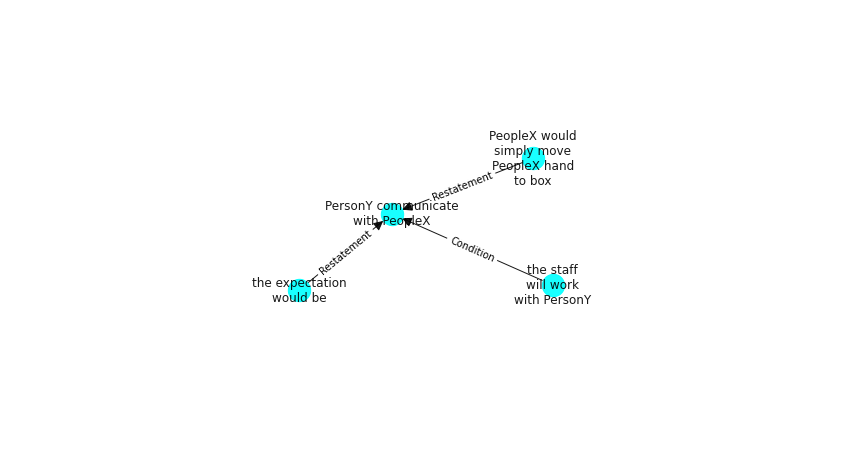 PeopleX would
simply move
PeopleX hand
to box
Restatement
PersonY communicate
with PeopleX
Restatement
Condition
the expectation
would be
the staff
will work
with PersonY